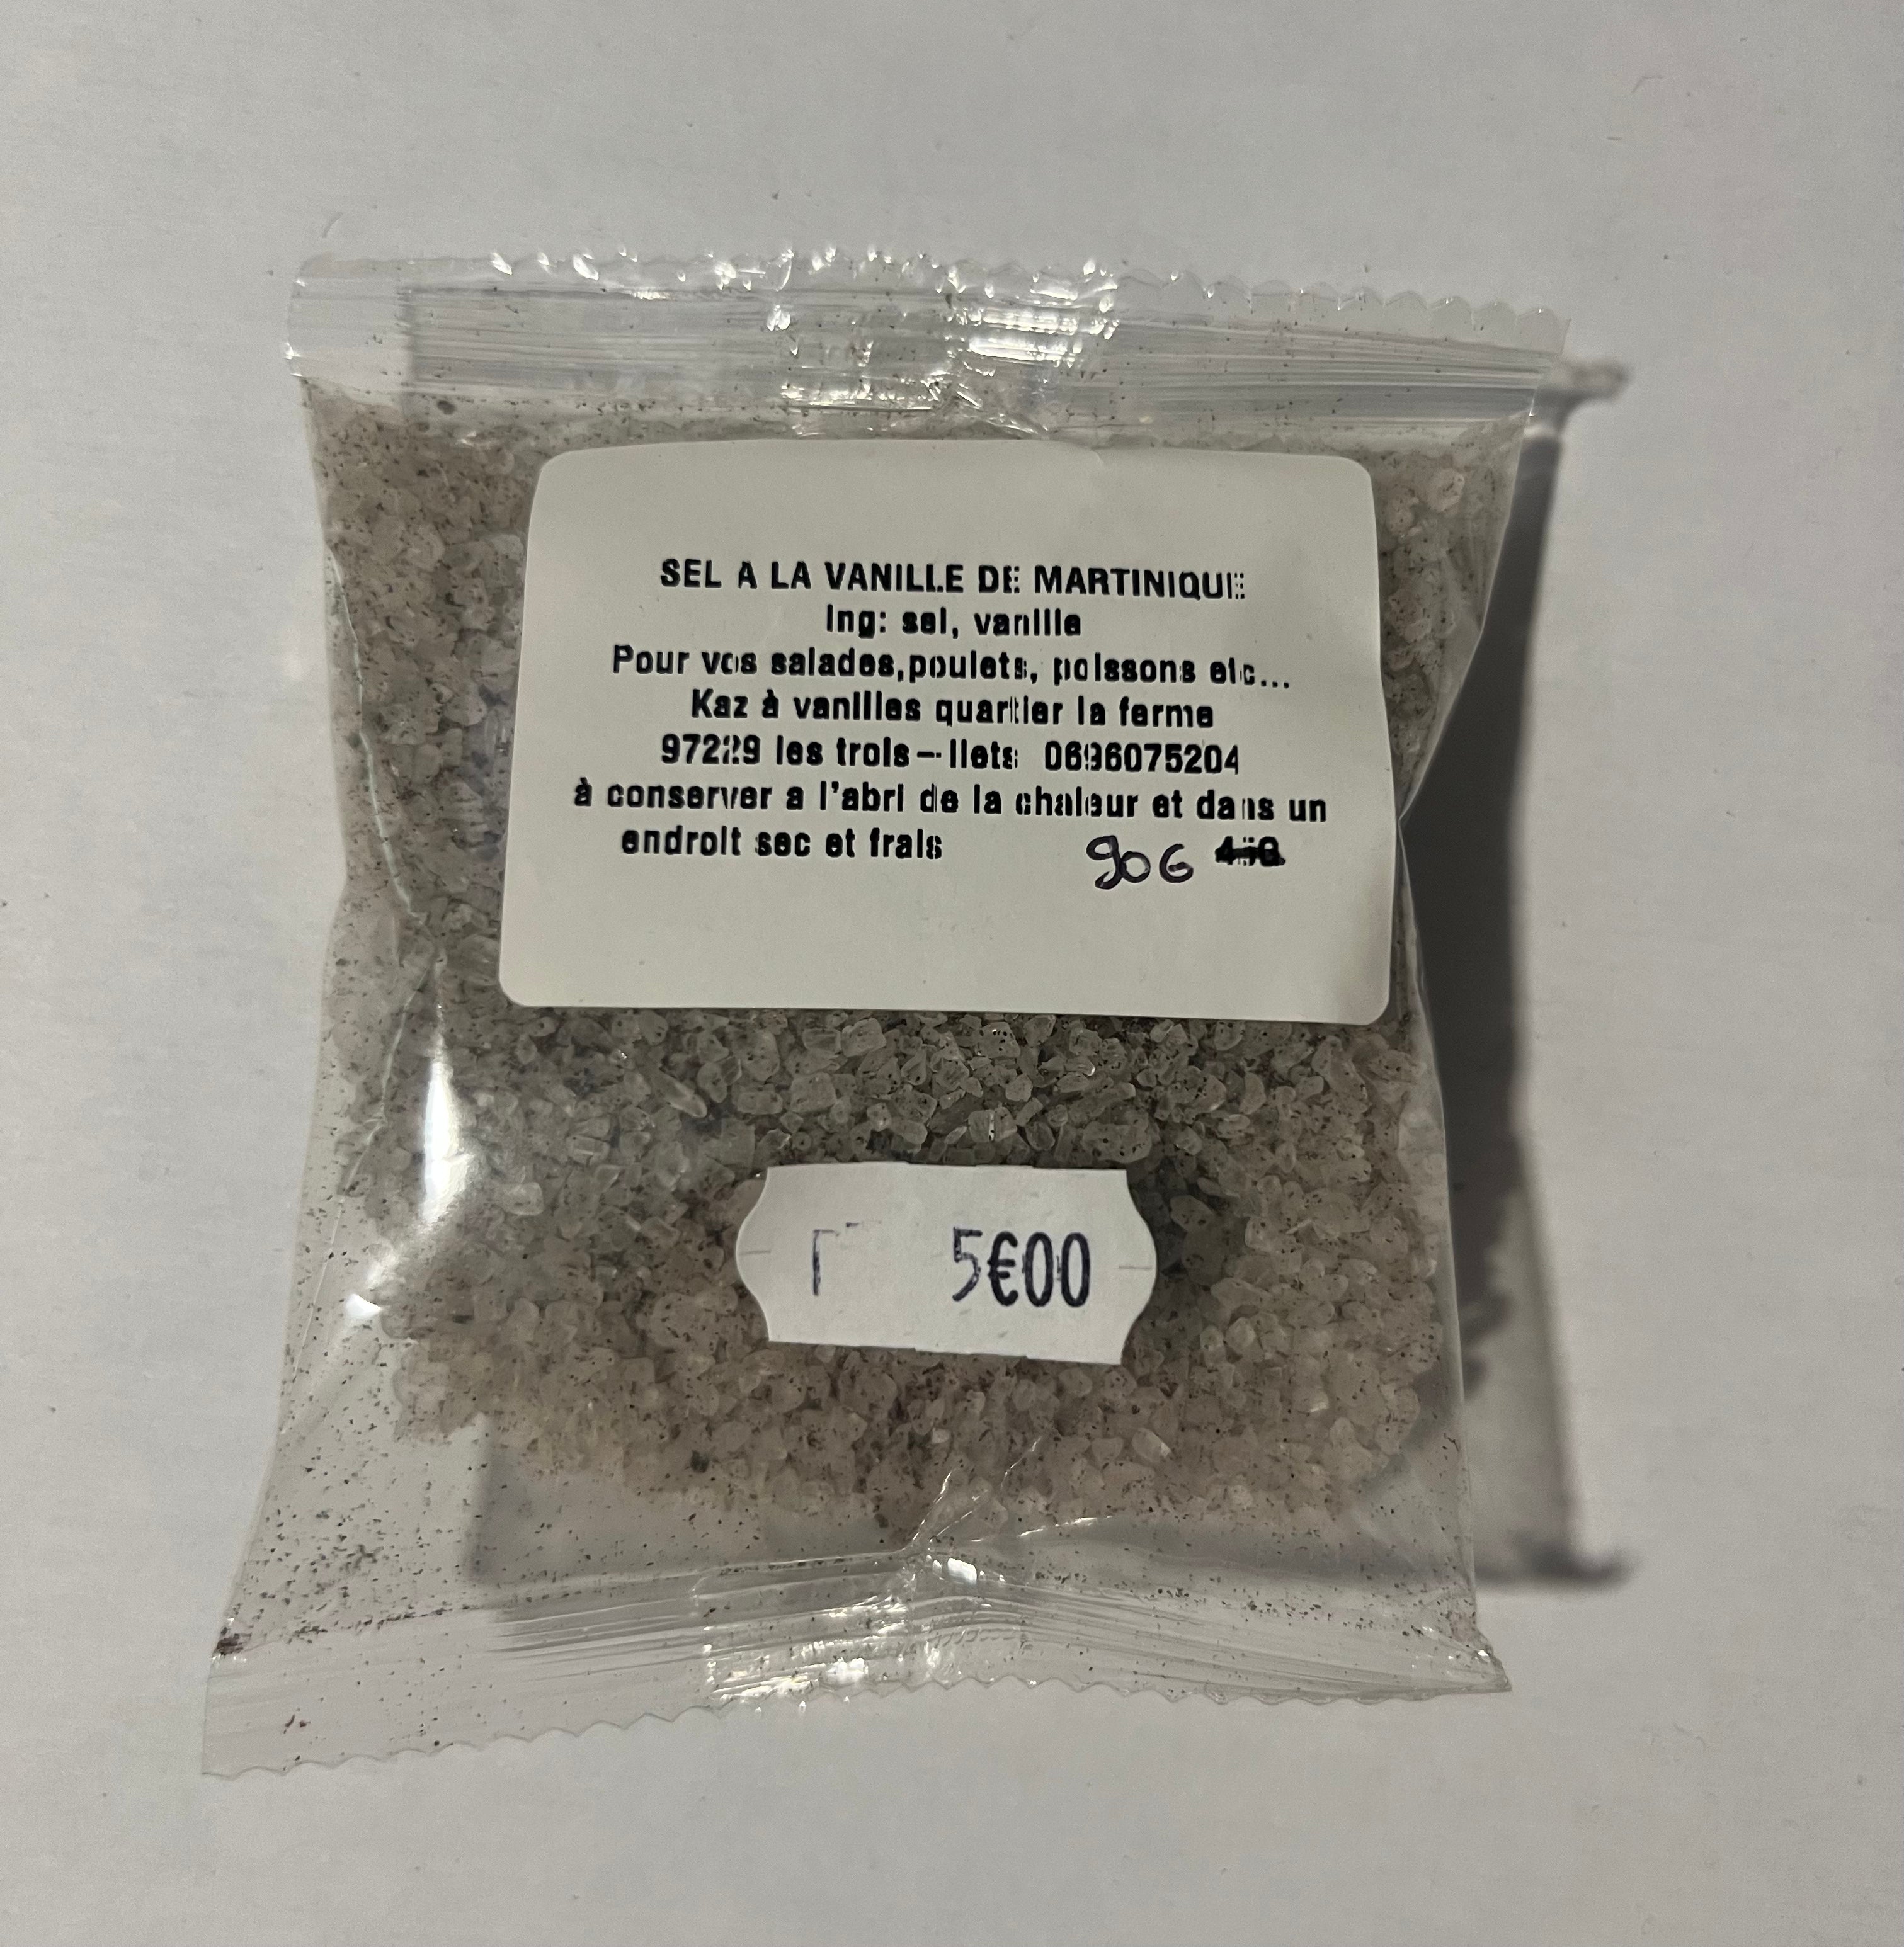 SEL A LA VANILLE DE MARTINIQUE
Ing: sel, vanille
Pour vos salades,poulets, poissons etc...
Kaz à vanilles quartier la ferme
97229 les trois-Ilets 0696075204
à conserver a l'abri de la chaleur et dans un
endroit sec et frais 90G
5€00